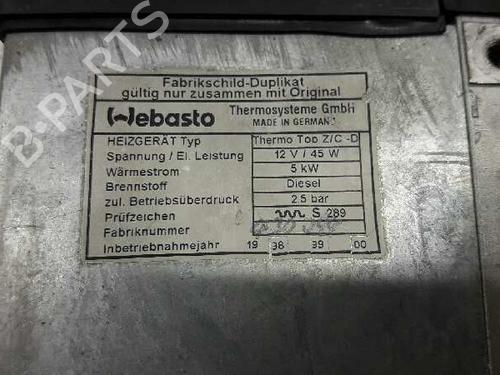 Fabrikschild-Duplikat
gültig nur zusammen mit Original
Webasto Thermosysteme GmbH
MADE IN GERMANY
HEIZGERÄT Typ Thermo Top Z/C -D
Spannung / El. Leistung 12 V / 45 W
Wärmestrom 5 kW
Brennstoff Diesel
zul. Betriebsüberdruck 2.5 bar
Prüfzeichen S 289
Fabriknummer
Inbetriebnahmejahr 19 98 99 00